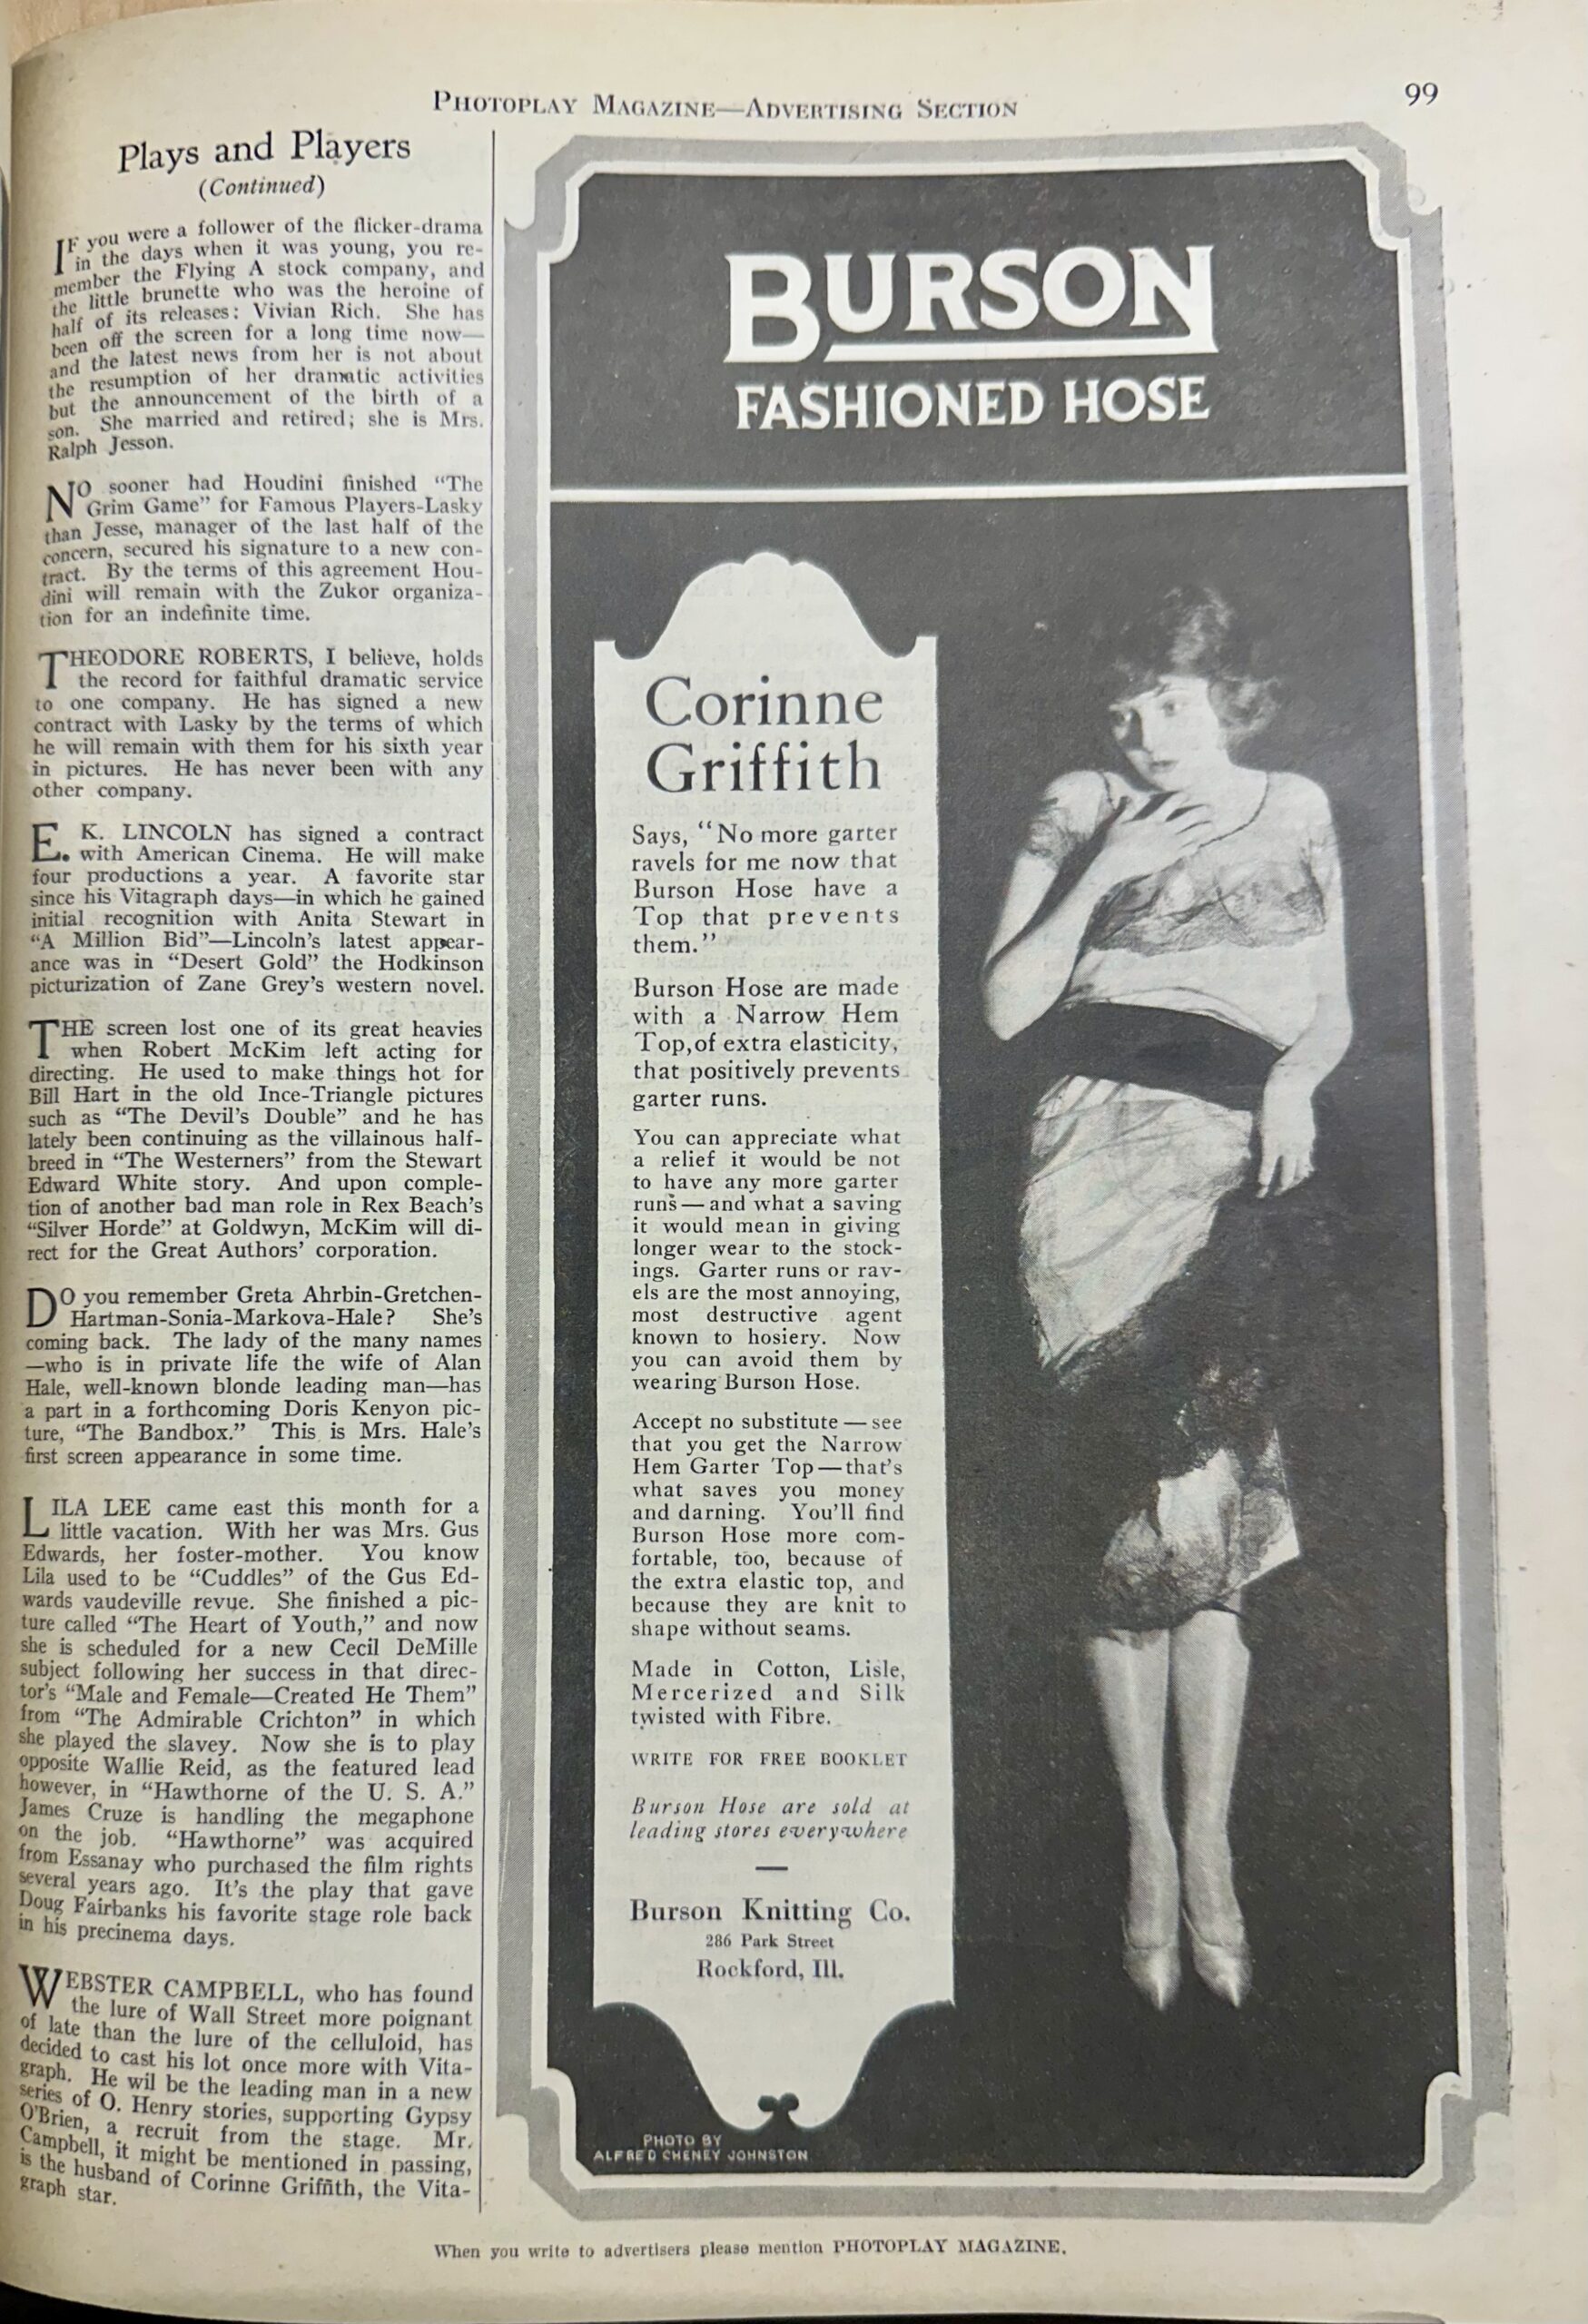 PHOTOPLAY MAGAZINE—ADVERTISING SECTION
99
Plays and Players
(Continued)
IF you were a follower of the flicker-drama
in the days when it was young, you re-
member the Flying A stock company, and
the little brunette who was the heroine of
half of its releases: Vivian Rich. She has
been off the screen for a long time now—
and the latest news from her is not about
the resumption of her dramatic activities
but the announcement of the birth of a
son. She married and retired; she is Mrs.
Ralph Jesson.
NO sooner had Houdini finished “The
Grim Game” for Famous Players-Lasky
than Jesse, manager of the last half of the
concern, secured his signature to a new con-
tract. By the terms of this agreement Hou-
dini will remain with the Zukor organiza-
tion for an indefinite time.
THEODORE ROBERTS, I believe, holds
the record for faithful dramatic service
to one company. He has signed a new
contract with Lasky by the terms of which
he will remain with them for his sixth year
in pictures. He has never been with any
other company.
E. K. LINCOLN has signed a contract
with American Cinema. He will make
four productions a year. A favorite star
since his Vitagraph days—in which he gained
initial recognition with Anita Stewart in
“A Million Bid”—Lincoln's latest appear-
ance was in “Desert Gold” the Hodkinson
picturization of Zane Grey's western novel.
THE screen lost one of its great heavies
when Robert McKim left acting for
directing. He used to make things hot for
Bill Hart in the old Ince-Triangle pictures
such as “The Devil's Double” and he has
lately been continuing as the villainous half-
breed in “The Westerners” from the Stewart
Edward White story. And upon comple-
tion of another bad man role in Rex Beach's
“Silver Horde” at Goldwyn, McKim will di-
rect for the Great Authors' corporation.
DO you remember Greta Ahrbin-Gretchen-
Hartman-Sonia-Markova-Hale? She's
coming back. The lady of the many names
—who is in private life the wife of Alan
Hale, well-known blonde leading man—has
a part in a forthcoming Doris Kenyon pic-
ture, “The Bandbox.” This is Mrs. Hale's
first screen appearance in some time.
LILA LEE came east this month for a
little vacation. With her was Mrs. Gus
Edwards, her foster-mother. You know
Lila used to be “Cuddles” of the Gus Ed-
wards vaudeville revue. She finished a pic-
ture called “The Heart of Youth,” and now
she is scheduled for a new Cecil DeMille
subject following her success in that direc-
tor's “Male and Female—Created He Them”
from “The Admirable Crichton” in which
she played the slavey. Now she is to play
opposite Wallie Reid, as the featured lead
however, in “Hawthorne of the U. S. A.”
James Cruze is handling the megaphone
on the job. “Hawthorne” was acquired
from Essanay who purchased the film rights
several years ago. It's the play that gave
Doug Fairbanks his favorite stage role back
in his precinema days.
WEBSTER CAMPBELL, who has found
the lure of Wall Street more poignant
of late than the lure of the celluloid, has
decided to cast his lot once more with Vita-
graph. He wil be the leading man in a new
series of O. Henry stories, supporting Gypsy
O'Brien, a recruit from the stage. Mr.
Campbell, it might be mentioned in passing,
is the husband of Corinne Griffith, the Vita-
graph star.
BURSON
FASHIONED HOSE
Corinne
Griffith
Says, “No more garter
ravels for me now that
Burson Hose have a
Top that prevents
them.”
Burson Hose are made
with a Narrow Hem
Top, of extra elasticity,
that positively prevents
garter runs.
You can appreciate what
a relief it would be not
to have any more garter
runs—and what a saving
it would mean in giving
longer wear to the stock-
ings. Garter runs or rav-
els are the most annoying,
most destructive agent
known to hosiery. Now
you can avoid them by
wearing Burson Hose.
Accept no substitute—see
that you get the Narrow
Hem Garter Top—that's
what saves you money
and darning. You'll find
Burson Hose more com-
fortable, too, because of
the extra elastic top, and
because they are knit to
shape without seams.
Made in Cotton, Lisle,
Mercerized and Silk
twisted with Fibre.
WRITE FOR FREE BOOKLET
Burson Hose are sold at
leading stores everywhere
Burson Knitting Co.
286 Park Street
Rockford, Ill.
PHOTO BY
ALFRED CHENEY JOHNSTON
When you write to advertisers please mention PHOTOPLAY MAGAZINE.